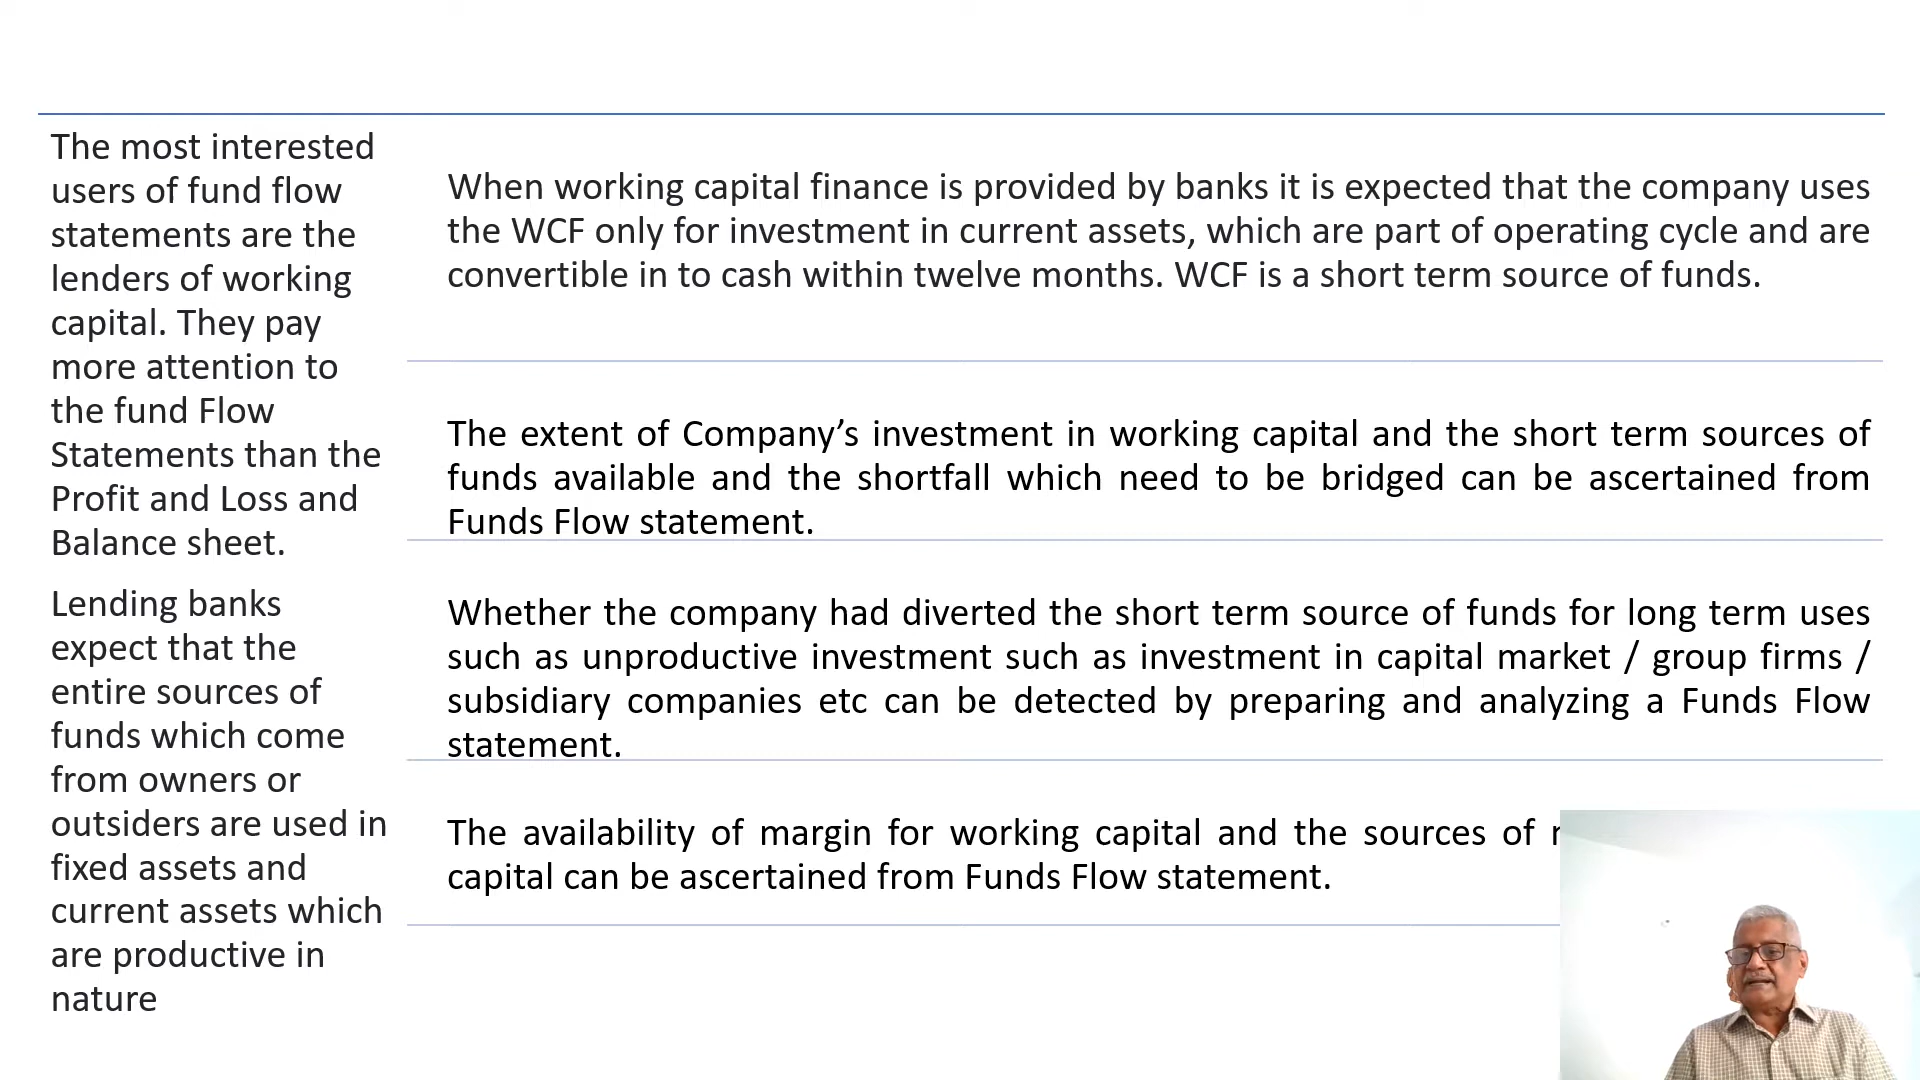 The most interested
users of fund flow
statements are the
lenders of working
capital. They pay
more attention to
the fund Flow
Statements than the
Profit and Loss and
Balance sheet.
Lending banks
expect that the
entire sources of
funds which come
from owners or
outsiders are used in
fixed assets and
current assets which
are productive in
nature
When working capital finance is provided by banks it is expected that the company uses
the WCF only for investment in current assets, which are part of operating cycle and are
convertible in to cash within twelve months. WCF is a short term source of funds.
The extent of Company’s investment in working capital and the short term sources of
funds available and the shortfall which need to be bridged can be ascertained from
Funds Flow statement.
Whether the company had diverted the short term source of funds for long term uses
such as unproductive investment such as investment in capital market / group firms /
subsidiary companies etc can be detected by preparing and analyzing a Funds Flow
statement.
The availability of margin for working capital and the sources of
capital can be ascertained from Funds Flow statement.